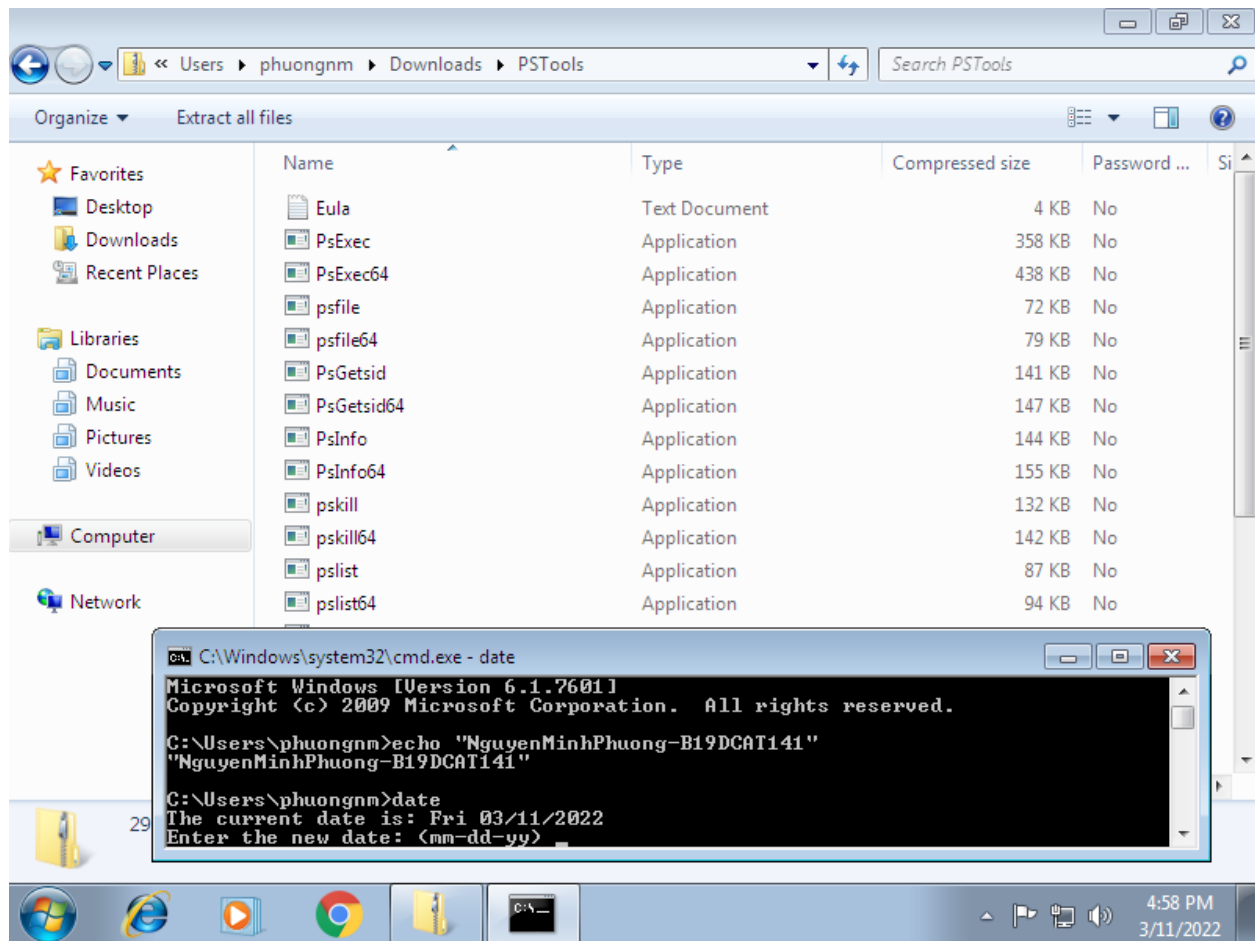 « Users ▸ phuongnm ▸ Downloads ▸ PSTools
Search PSTools
Organize Extract all files
Name Type Compressed size Password ... Si
Favorites
Desktop
Downloads
Recent Places
Libraries
Documents
Music
Pictures
Videos
Computer
Network
Eula Text Document 4 KB No
PsExec Application 358 KB No
PsExec64 Application 438 KB No
psfile Application 72 KB No
psfile64 Application 79 KB No
PsGetsid Application 141 KB No
PsGetsid64 Application 147 KB No
PsInfo Application 144 KB No
PsInfo64 Application 155 KB No
pskill Application 132 KB No
pskill64 Application 142 KB No
pslist Application 87 KB No
pslist64 Application 94 KB No
29
C:\Windows\system32\cmd.exe - date
Microsoft Windows [Version 6.1.7601]
Copyright (c) 2009 Microsoft Corporation.  All rights reserved.
C:\Users\phuongnm>echo "NguyenMinhPhuong-B19DCAT141"
"NguyenMinhPhuong-B19DCAT141"
C:\Users\phuongnm>date
The current date is: Fri 03/11/2022
Enter the new date: (mm-dd-yy) _
4:58 PM
3/11/2022